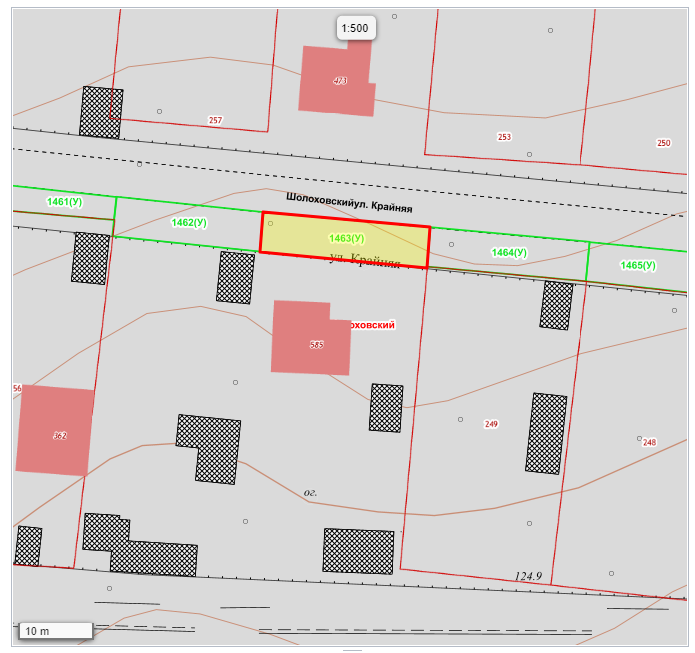 1:500
473
257
253
250
1461(У)
Шолоховскийул. Крайняя
1462(У)
1463(У)
1464(У)
1465(У)
ул. Крайняя
оховский
585
56
362
249
248
ог.
124.9
10 m